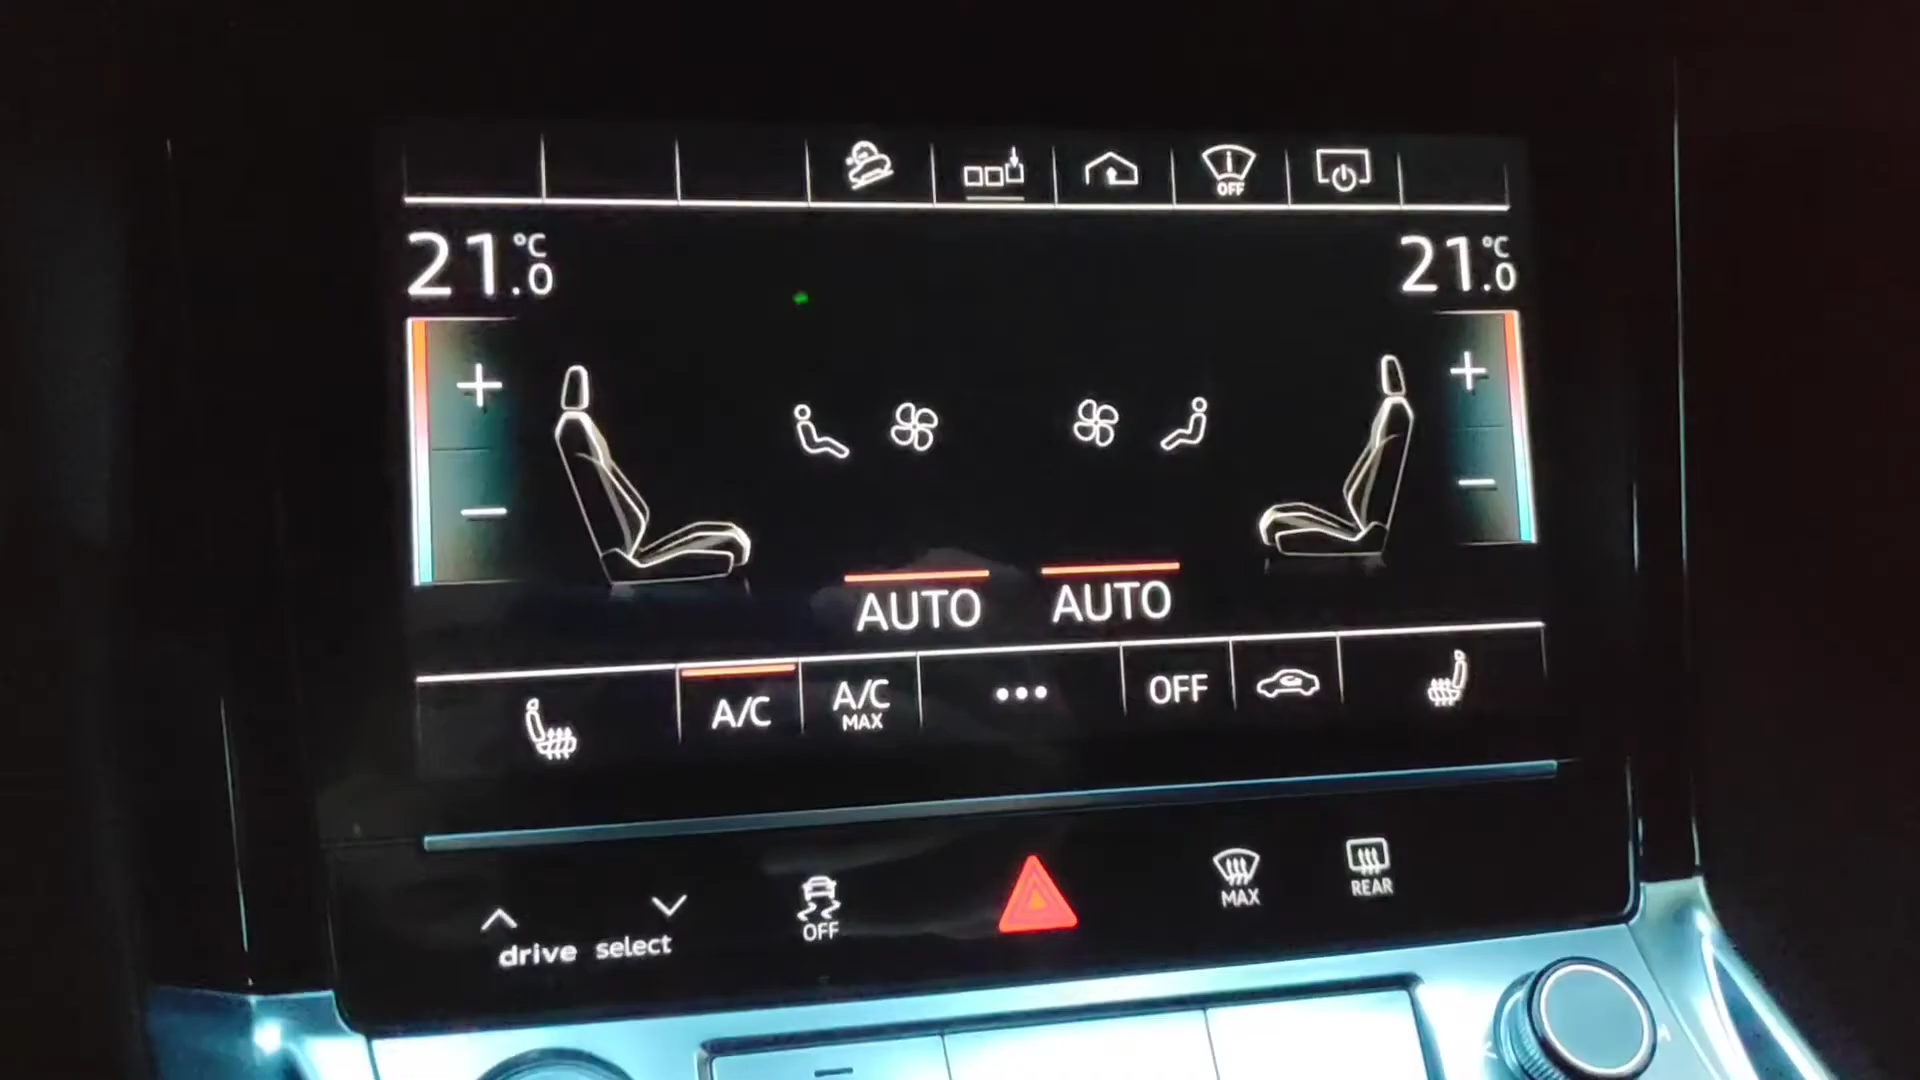 OFF
21.0 °C
21.0 °C
AUTO
AUTO
A/C
A/C MAX
OFF
drive select
OFF
MAX
REAR